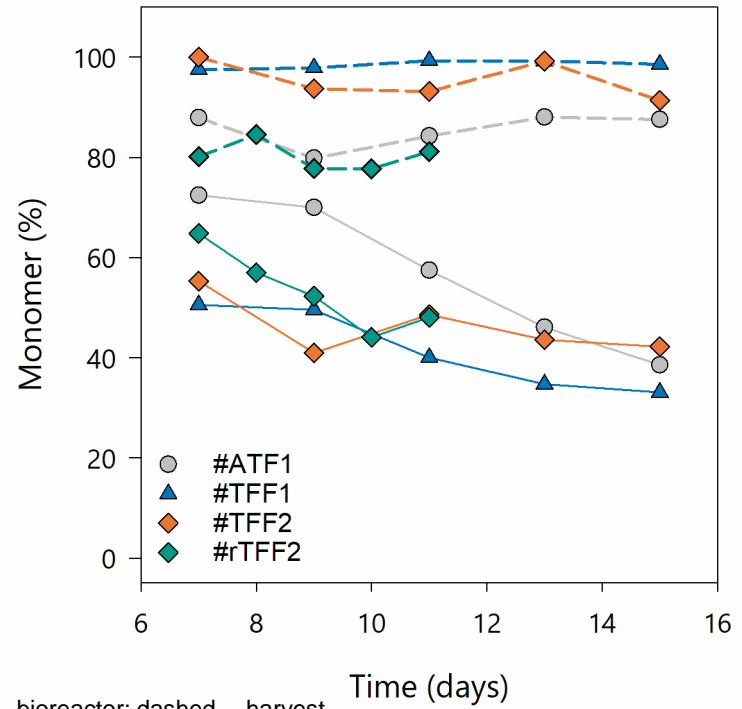 Monomer (%)
100
80
60
40
20
0
#ATF1
#TFF1
#TFF2
#rTFF2
6 8 10 12 14 16
Time (days)
bioreactor; dashed harvest